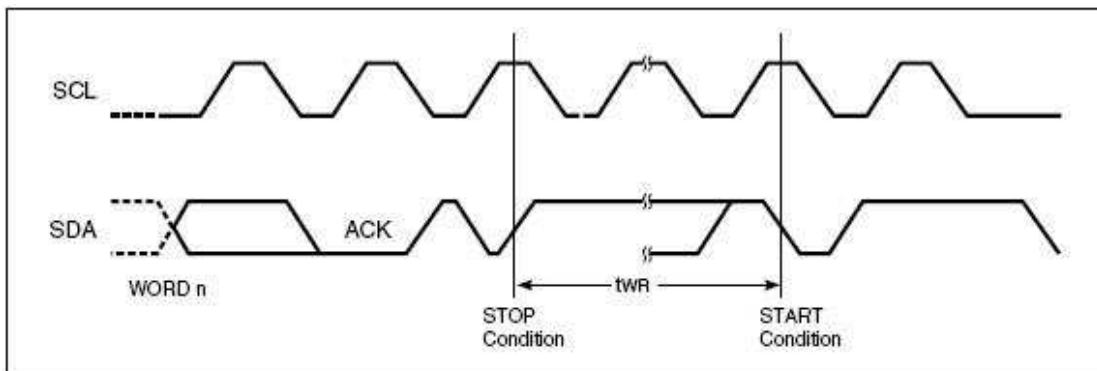 SCL
SDA
ACK
WORD n
tWR
STOP
Condition
START
Condition